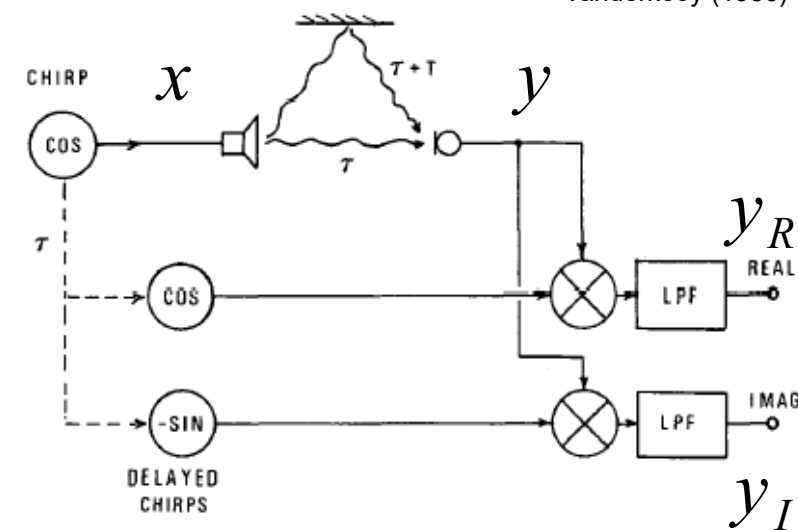 CHIRP
x
τ + T
y
COS
τ
τ
y_R
REAL
COS
LPF
IMAG
-SIN
LPF
DELAYED
CHIRPS
y_I